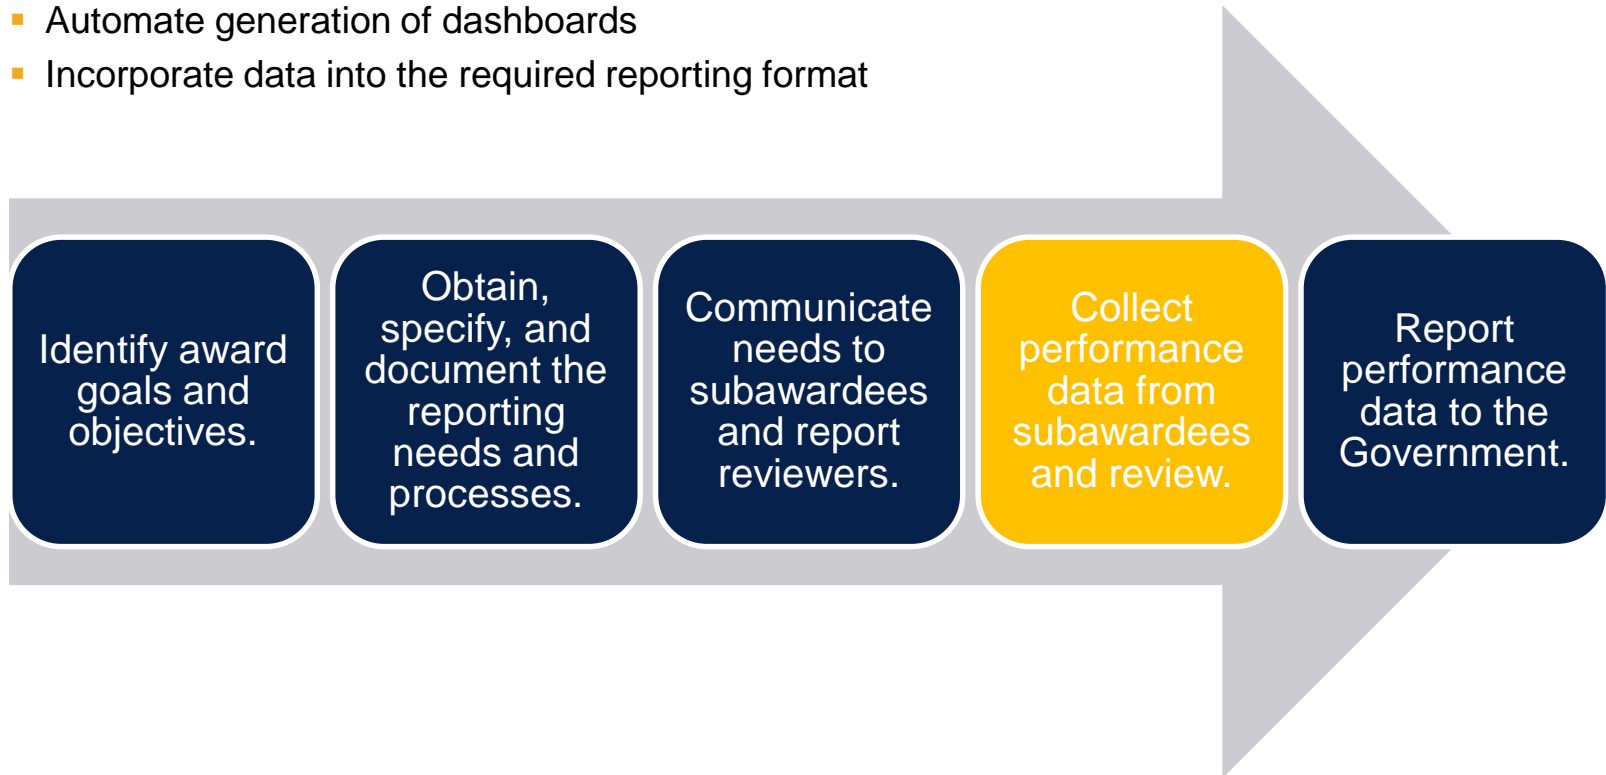 Automate generation of dashboards
Incorporate data into the required reporting format
Identify award
goals and
objectives.
Obtain,
specify, and
document the
reporting
needs and
processes.
Communicate
needs to
subawardees
and report
reviewers.
Collect
performance
data from
subawardees
and review.
Report
performance
data to the
Government.